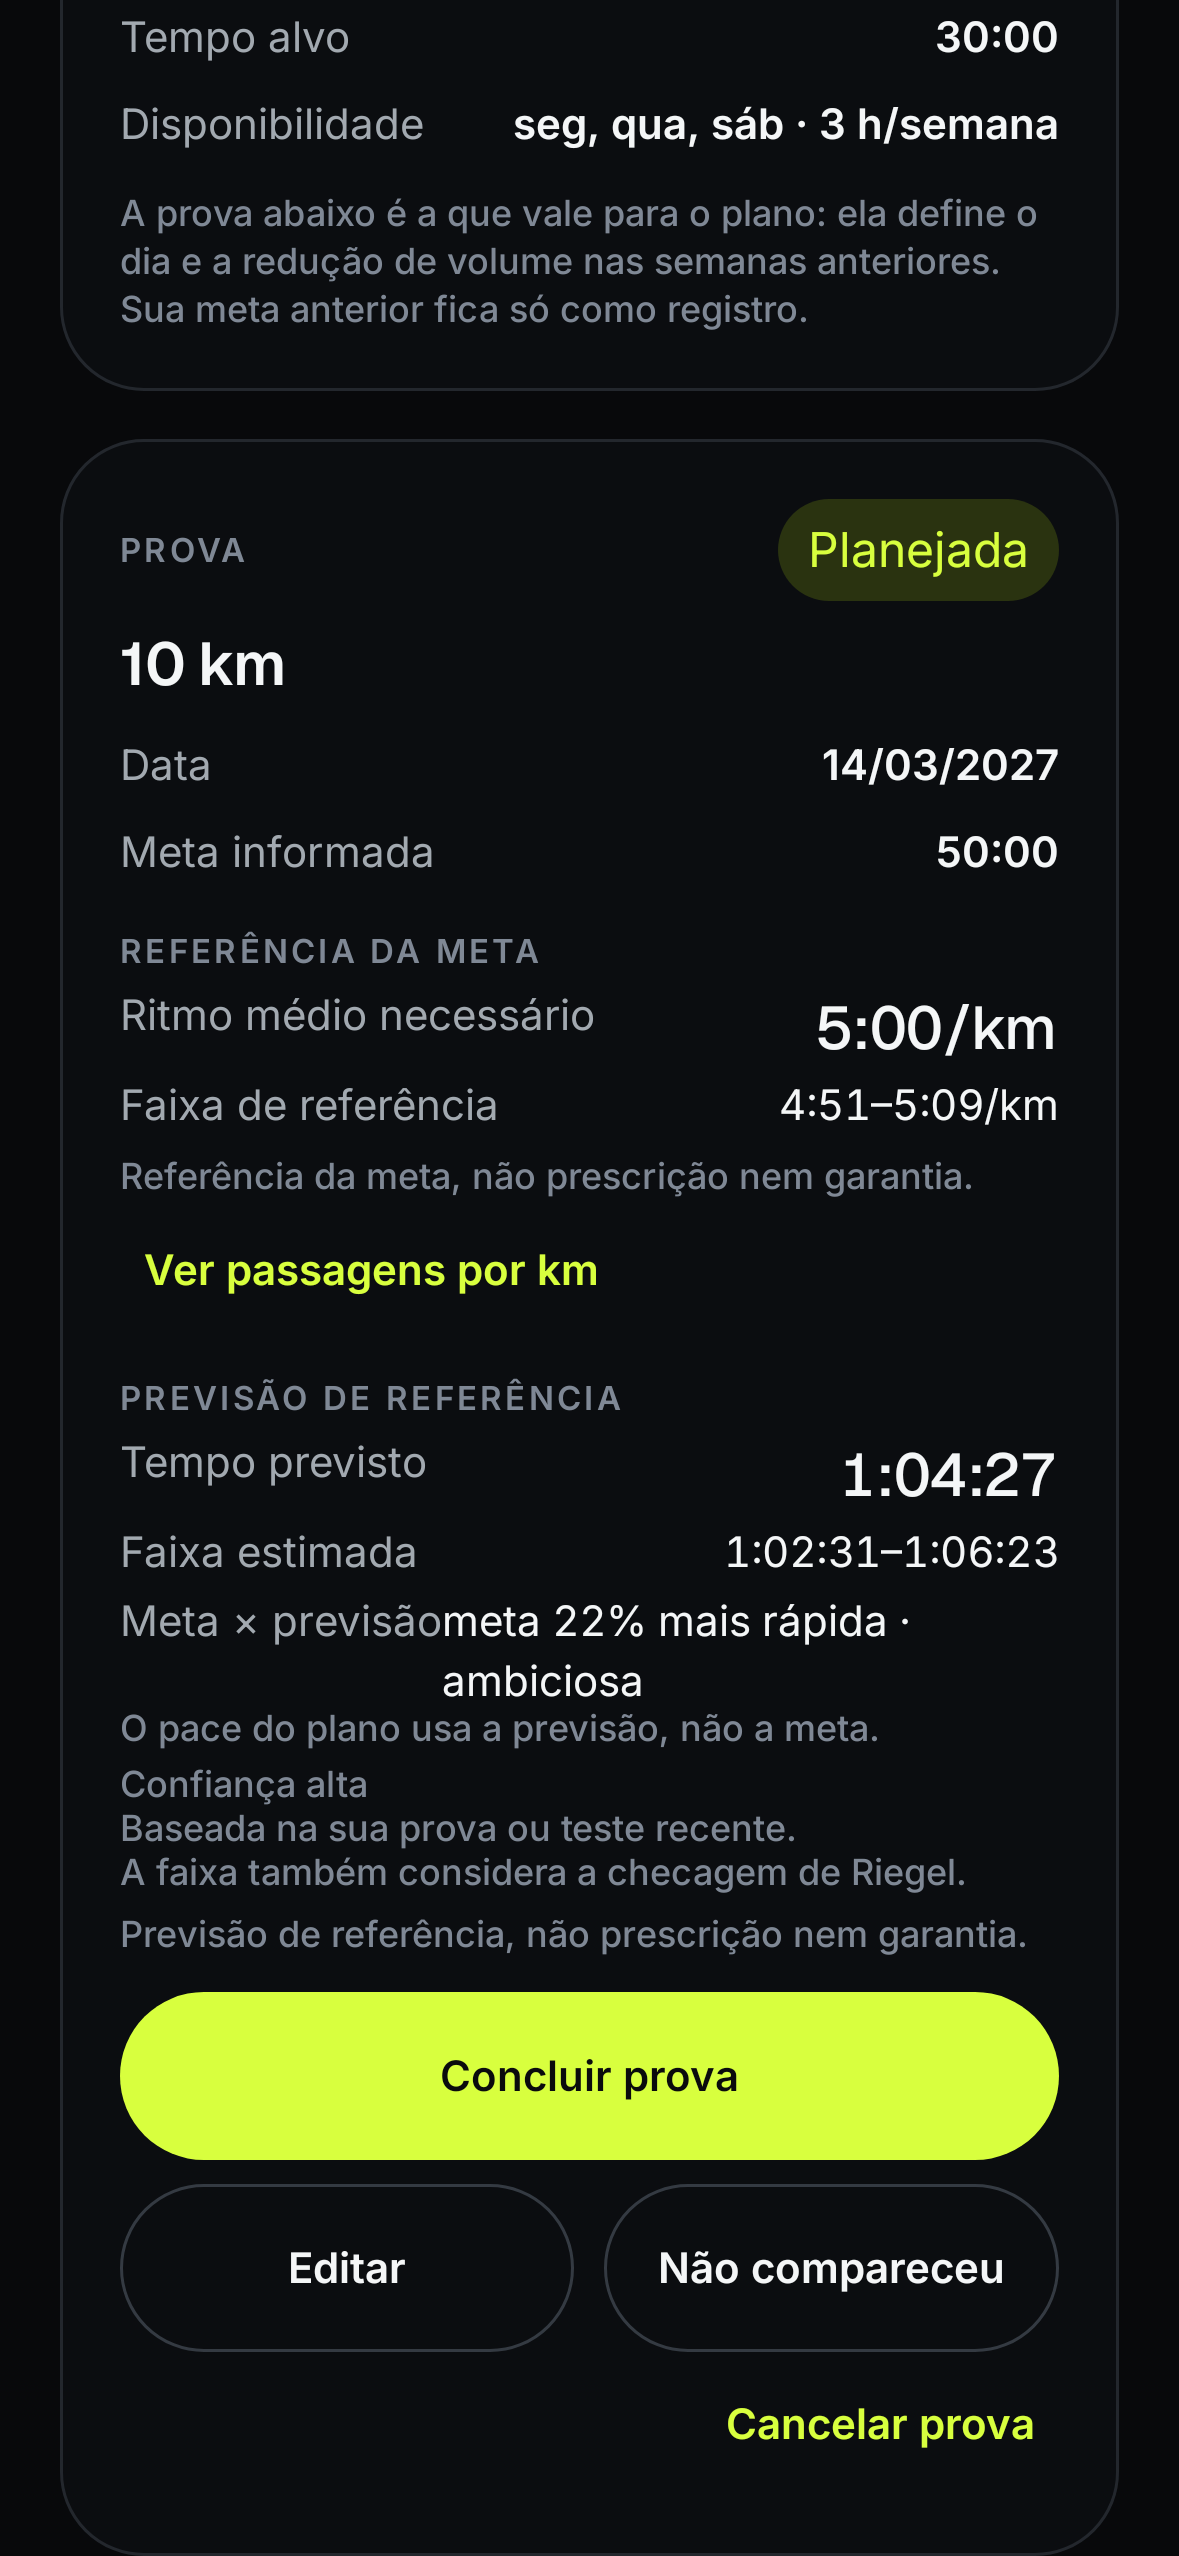 Tempo alvo 30:00
Disponibilidade seg, qua, sáb · 3 h/semana
A prova abaixo é a que vale para o plano: ela define o
dia e a redução de volume nas semanas anteriores.
Sua meta anterior fica só como registro.
PROVA Planejada
10 km
Data 14/03/2027
Meta informada 50:00
REFERÊNCIA DA META
Ritmo médio necessário 5:00/km
Faixa de referência 4:51–5:09/km
Referência da meta, não prescrição nem garantia.
Ver passagens por km
PREVISÃO DE REFERÊNCIA
Tempo previsto 1:04:27
Faixa estimada 1:02:31–1:06:23
Meta × previsão meta 22% mais rápida ·
ambiciosa
O pace do plano usa a previsão, não a meta.
Confiança alta
Baseada na sua prova ou teste recente.
A faixa também considera a checagem de Riegel.
Previsão de referência, não prescrição nem garantia.
Concluir prova
Editar Não compareceu
Cancelar prova